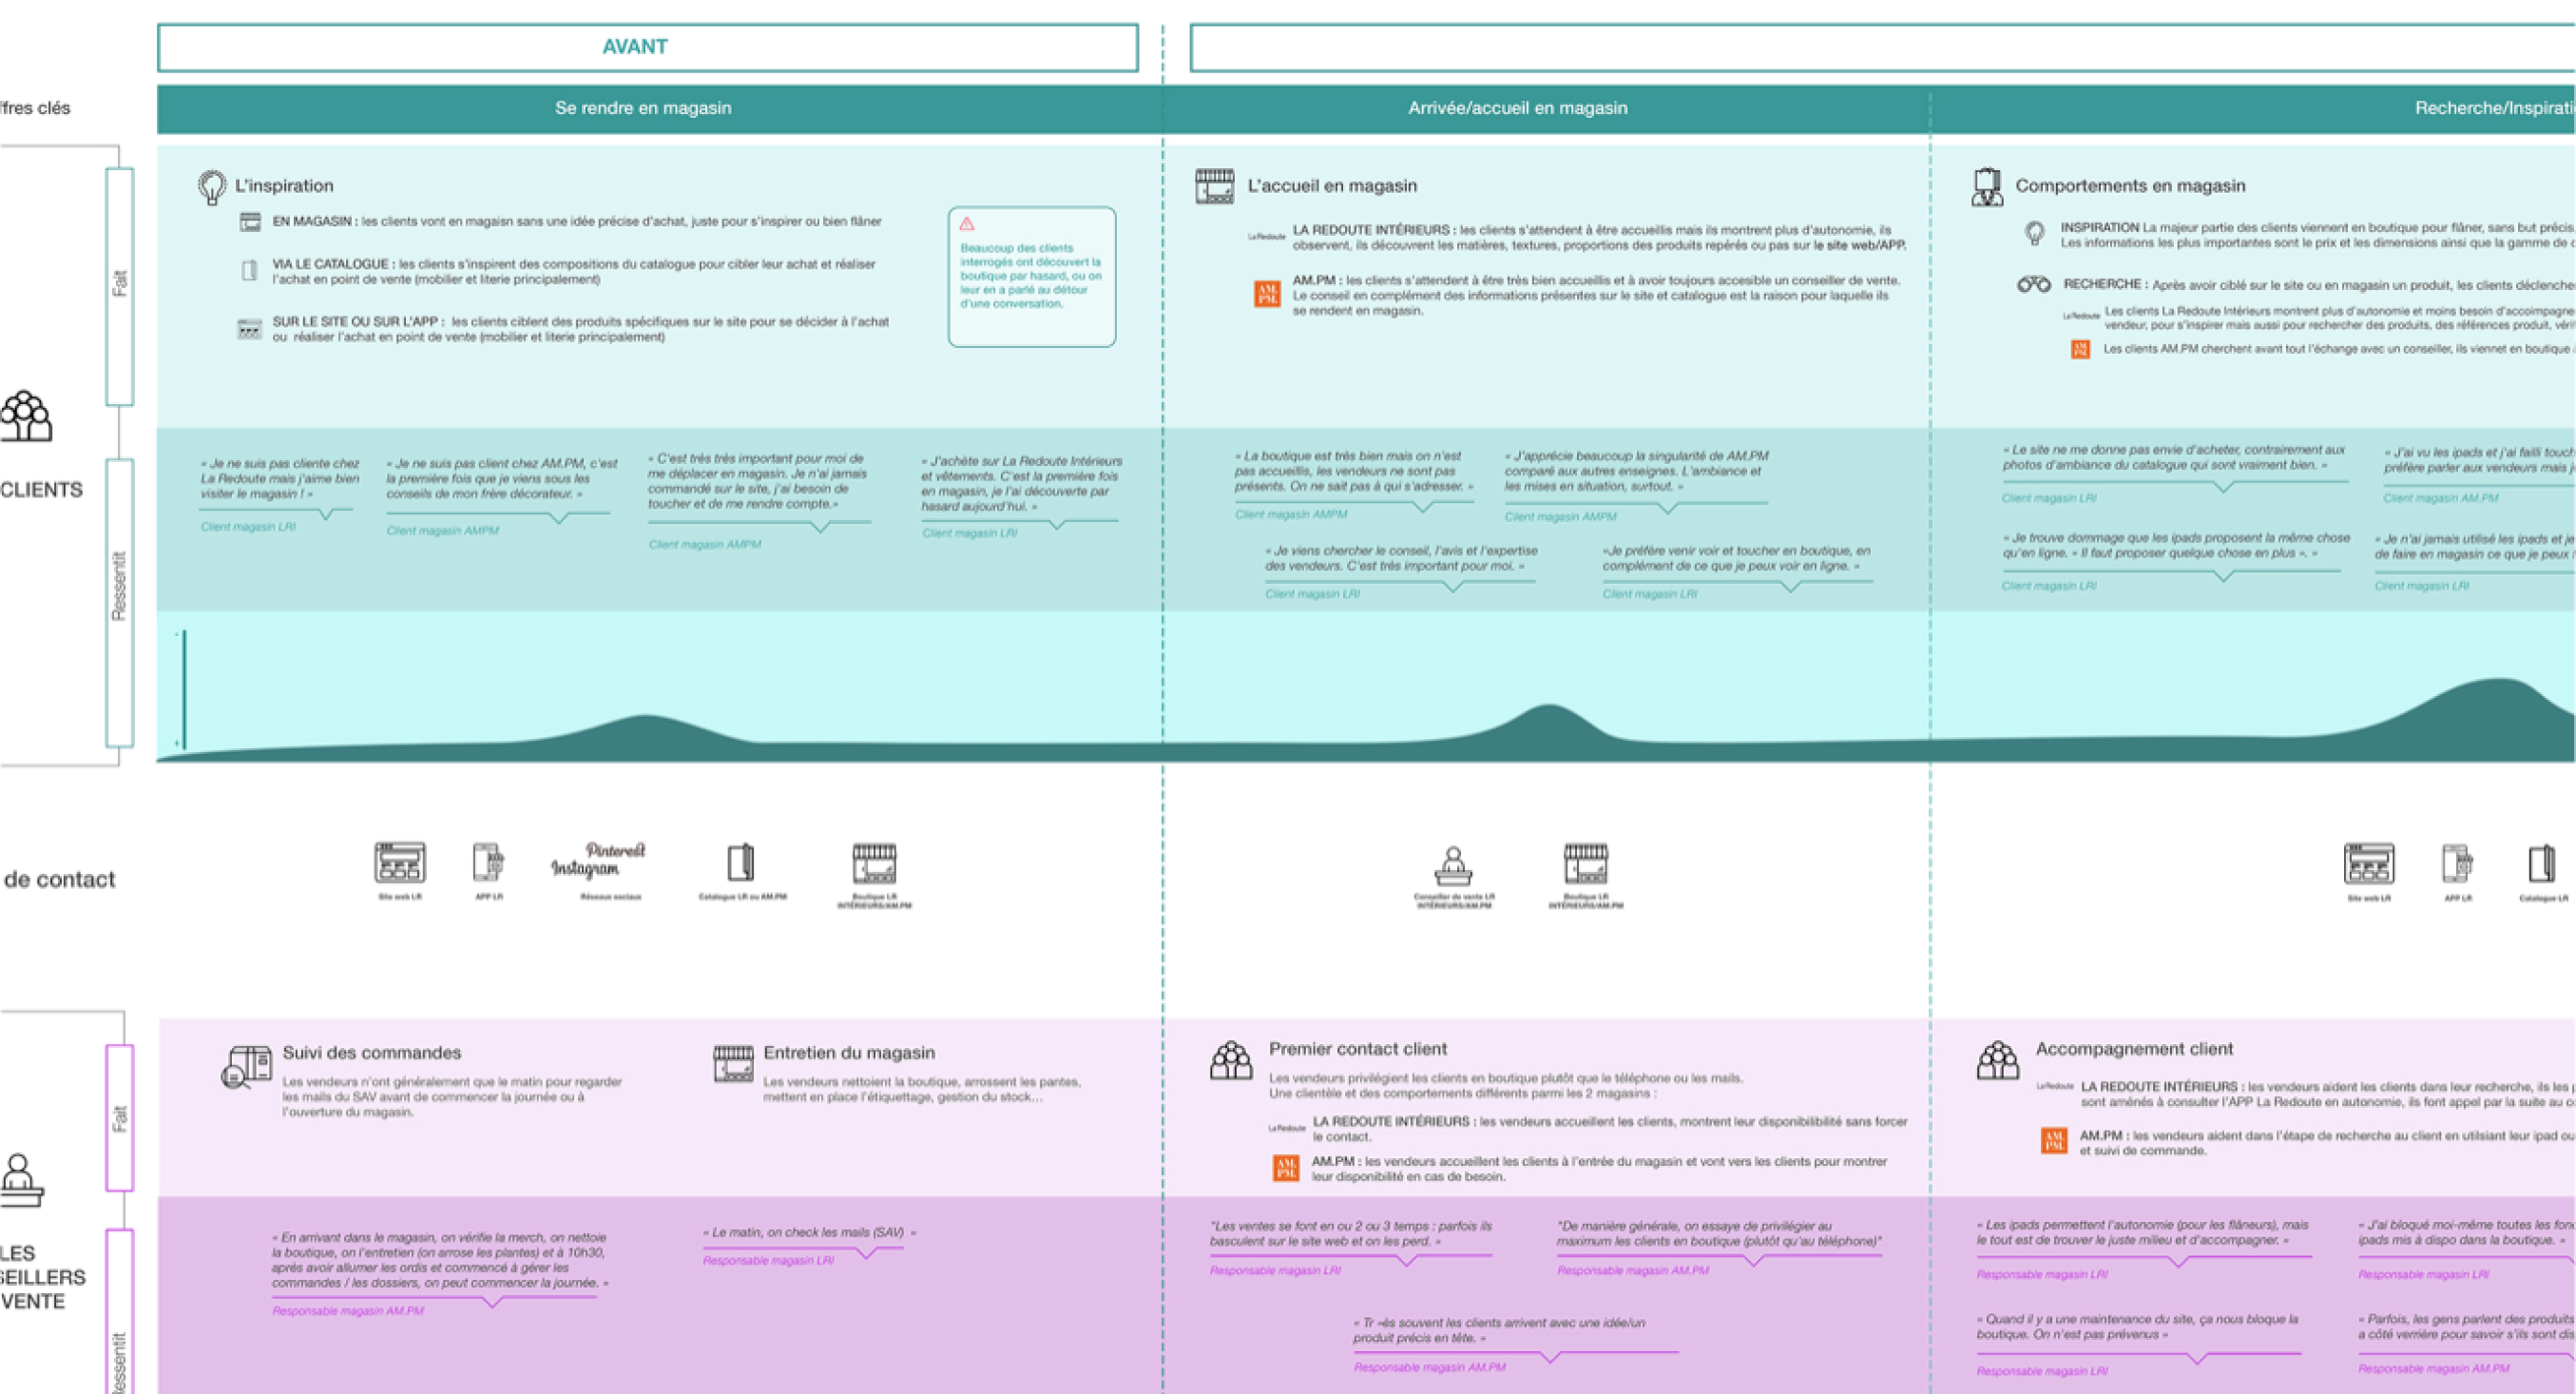 AVANT
ffres clés
Se rendre en magasin
Arrivée/accueil en magasin
Recherche/Inspirati
Fait
Ressentit
CLIENTS
L'inspiration
EN MAGASIN : les clients vont en magaisn sans une idée précise d'achat, juste pour s'inspirer ou bien flâner
VIA LE CATALOGUE : les clients s'inspirent des compositions du catalogue pour cibler leur achat et réaliser
l'achat en point de vente (mobilier et literie principalement)
SUR LE SITE OU SUR L'APP : les clients ciblent des produits spécifiques sur le site pour se décider à l'achat
ou réaliser l'achat en point de vente (mobilier et literie principalement)
Beaucoup des clients
interrogés ont découvert la
boutique par hasard, ou on
leur en a parlé au détour
d'une conversation.
L'accueil en magasin
La Redoute
LA REDOUTE INTÉRIEURS : les clients s'attendent à être accueillis mais ils montrent plus d'autonomie, ils
observent, ils découvrent les matières, textures, proportions des produits repérés ou pas sur le site web/APP.
AM.PM
AM.PM : les clients s'attendent à être très bien accueillis et à avoir toujours accesible un conseiller de vente.
Le conseil en complément des informations présentes sur le site et catalogue est la raison pour laquelle ils
se rendent en magasin.
Comportements en magasin
INSPIRATION La majeur partie des clients viennent en boutique pour flâner, sans but précis.
Les informations les plus importantes sont le prix et les dimensions ainsi que la gamme de c
RECHERCHE : Après avoir ciblé sur le site ou en magasin un produit, les clients déclenche
La Redoute
Les clients La Redoute Intérieurs montrent plus d'autonomie et moins besoin d'accompagne
vendeur, pour s'inspirer mais aussi pour rechercher des produits, des références produit, véri
AM.PM
Les clients AM.PM cherchent avant tout l'échange avec un conseiller, ils viennet en boutique
« Je ne suis pas cliente chez
La Redoute mais j'aime bien
visiter le magasin ! »
Client magasin LRI
« Je ne suis pas client chez AM.PM, c'est
la première fois que je viens sous les
conseils de mon frère décorateur. »
Client magasin AMPM
« C'est très très important pour moi de
me déplacer en magasin. Je n'ai jamais
commandé sur le site, j'ai besoin de
toucher et de me rendre compte.»
Client magasin AMPM
« J'achète sur La Redoute Intérieurs
et vêtements. C'est la première fois
en magasin, je l'ai découverte par
hasard aujourd'hui. »
Client magasin LRI
« La boutique est très bien mais on n'est
pas accueillis, les vendeurs ne sont pas
présents. On ne sait pas à qui s'adresser. »
Client magasin AMPM
« J'apprécie beaucoup la singularité de AM.PM
comparé aux autres enseignes. L'ambiance et
les mises en situation, surtout. »
Client magasin AMPM
« Je viens chercher le conseil, l'avis et l'expertise
des vendeurs. C'est très important pour moi. »
Client magasin LRI
«Je préfère venir voir et toucher en boutique, en
complément de ce que je peux voir en ligne. »
Client magasin LRI
« Le site ne me donne pas envie d'acheter, contrairement aux
photos d'ambiance du catalogue qui sont vraiment bien. »
Client magasin LRI
« J'ai vu les ipads et j'ai failli touch
préfère parler aux vendeurs mais j
Client magasin AM.PM
« Je trouve dommage que les ipads proposent la même chose
qu'en ligne. « Il faut proposer quelque chose en plus ». »
Client magasin LRI
« Je n'ai jamais utilisé les ipads et je
de faire en magasin ce que je peux
Client magasin LRI
-
+
de contact
Site web LR
APP LR
Pinterest
Instagram
Réseaux sociaux
Catalogue LR ou AM.PM
Boutique LR
INTÉRIEURS/AM.PM
Conseiller de vente LR
INTÉRIEURS/AM.PM
Boutique LR
INTÉRIEURS/AM.PM
Site web LR
APP LR
Catalogue LR
Fait
Ressentit
LES
SEILLERS
VENTE
Suivi des commandes
Les vendeurs n'ont généralement que le matin pour regarder
les mails du SAV avant de commencer la journée ou à
l'ouverture du magasin.
Entretien du magasin
Les vendeurs nettoient la boutique, arrossent les pantes,
mettent en place l'étiquettage, gestion du stock...
Premier contact client
Les vendeurs privilégient les clients en boutique plutôt que le téléphone ou les mails.
Une clientèle et des comportements différents parmi les 2 magasins :
La Redoute
LA REDOUTE INTÉRIEURS : les vendeurs accueillent les clients, montrent leur disponibilibilité sans forcer
le contact.
AM.PM
AM.PM : les vendeurs accueillent les clients à l'entrée du magasin et vont vers les clients pour montrer
leur disponibilité en cas de besoin.
Accompagnement client
La Redoute
LA REDOUTE INTÉRIEURS : les vendeurs aident les clients dans leur recherche, ils les p
sont aménés à consulter l'APP La Redoute en autonomie, ils font appel par la suite au co
AM.PM
AM.PM : les vendeurs aident dans l'étape de recherche au client en utilsiant leur ipad ou
et suivi de commande.
« En arrivant dans le magasin, on vérifie la merch, on nettoie
la boutique, on l'entretien (on arrose les plantes) et à 10h30,
après avoir allumer les ordis et commencé à gérer les
commandes / les dossiers, on peut commencer la journée. »
Responsable magasin AM.PM
« Le matin, on check les mails (SAV) »
Responsable magasin LRI
"Les ventes se font en ou 2 ou 3 temps : parfois ils
basculent sur le site web et on les perd. »
Responsable magasin LRI
"De manière générale, on essaye de privilégier au
maximum les clients en boutique (plutôt qu'au téléphone)"
Responsable magasin AM.PM
« Tr »ès souvent les clients arrivent avec une idée/un
produit précis en tête. »
Responsable magasin AM.PM
« Les ipads permettent l'autonomie (pour les flâneurs), mais
le tout est de trouver le juste milieu et d'accompagner. »
Responsable magasin LRI
« J'ai bloqué moi-même toutes les fonc
ipads mis à dispo dans la boutique. »
Responsable magasin LRI
« Quand il y a une maintenance du site, ça nous bloque la
boutique. On n'est pas prévenus »
Responsable magasin LRI
« Parfois, les gens parlent des produits
a côté verrière pour savoir s'ils sont dis
Responsable magasin AM.PM